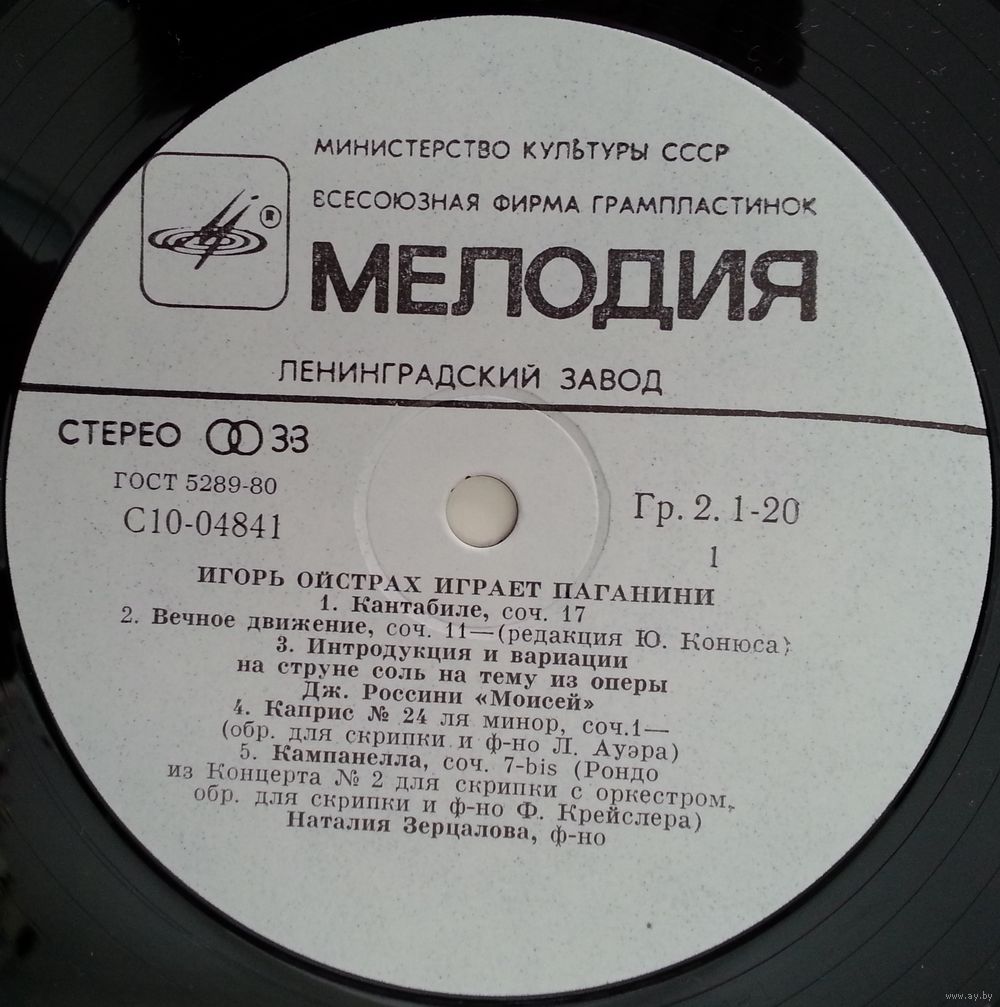 МИНИСТЕРСТВО КУЛЬТУРЫ СССР
ВСЕСОЮЗНАЯ ФИРМА ГРАМПЛАСТИНОК
®
МЕЛОДИЯ
ЛЕНИНГРАДСКИЙ ЗАВОД
СТЕРЕО 33
ГОСТ 5289-80
С10-04841
Гр. 2. 1-20
1
ИГОРЬ ОЙСТРАХ ИГРАЕТ ПАГАНИНИ
1. Кантабиле, соч. 17
2. Вечное движение, соч. 11—(редакция Ю. Конюса)
3. Интродукция и вариации
на струне соль на тему из оперы
Дж. Россини «Моисей»
4. Каприс № 24 ля минор, соч.1—
(обр. для скрипки и ф-но Л. Ауэра)
5. Кампанелла, соч. 7-bis (Рондо
из Концерта № 2 для скрипки с оркестром,
обр. для скрипки и ф-но Ф. Крейслера)
Наталия Зерцалова, ф-но
www.ay.by